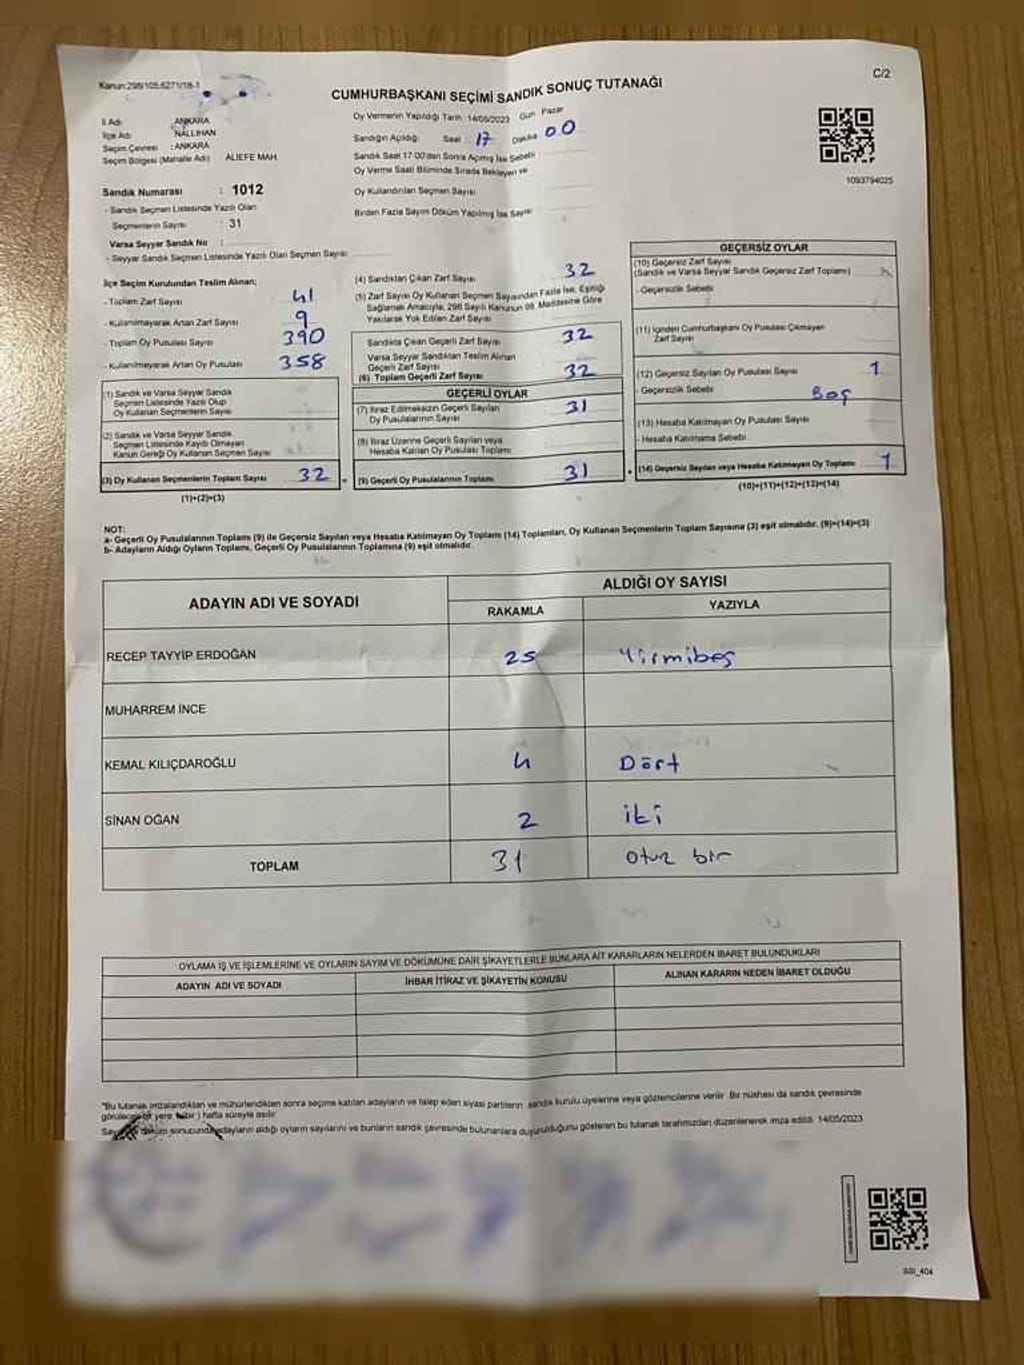 Kanun:298/105.6271/18-1
C/2
CUMHURBAŞKANI SEÇİMİ SANDIK SONUÇ TUTANAĞI
İl Adı : ANKARA
İlçe Adı : NALLIHAN
Seçim Çevresi : ANKARA
Seçim Bölgesi (Mahalle Adı) ALIEFE MAH.
Oy Vermenin Yapıldığı Tarih: 14/05/2023 Gün Pazar
Sandığın Açıldığı Saat 17 Dakika 00
Sandık Saat 17:00'den Sonra Açılmış İse Sebebi
Oy Verme Saati Bitiminde Sırada Bekleyen ve
Oy Kullandırılan Seçmen Sayısı
Birden Fazla Sayım Döküm Yapılmış İse Sayısı
1093794025
Sandık Numarası : 1012
- Sandık Seçmen Listesinde Yazılı Olan
Seçmenlerin Sayısı : 31
Varsa Seyyar Sandık No :
- Seyyar Sandık Seçmen Listesinde Yazılı Olan Seçmen Sayısı:
İlçe Seçim Kurulundan Teslim Alınan;
- Toplam Zarf Sayısı 41
- Kullanılmayarak Artan Zarf Sayısı 9
- Toplam Oy Pusulası Sayısı 390
- Kullanılmayarak Artan Oy Pusulası 358
(1) Sandık ve Varsa Seyyar Sandık
Seçmen Listesinde Yazılı Olup
Oy Kullanan Seçmenlerin Sayısı
(2) Sandık ve Varsa Seyyar Sandık
Seçmen Listesinde Kaydı Olmayan
Kanun Gereği Oy Kullanan Seçmen Sayısı
(3) Oy Kullanan Seçmenlerin Toplam Sayısı 32
(1)+(2)=(3)
(4) Sandıktan Çıkan Zarf Sayısı 32
(5) Zarf Sayısı Oy Kullanan Seçmen Sayısından Fazla İse, Eşitliği
Sağlamak Amacıyla, 298 Sayılı Kanunun 98. Maddesine Göre
Yakılarak Yok Edilen Zarf Sayısı
Sandıkta Çıkan Geçerli Zarf Sayısı 32
Varsa Seyyar Sandıktan Teslim Alınan
Geçerli Zarf Sayısı
(6) Toplam Geçerli Zarf Sayısı 32
GEÇERLİ OYLAR
(7) İtiraz Edilmeksizin Geçerli Sayılan
Oy Pusulalarının Sayısı 31
(8) İtiraz Üzerine Geçerli Sayılan veya
Hesaba Katılan Oy Pusulası Toplamı
(9) Geçerli Oy Pusulalarının Toplamı 31
GEÇERSİZ OYLAR
(10) Geçersiz Zarf Sayısı
(Sandık ve Varsa Seyyar Sandık Geçersiz Zarf Toplamı)
- Geçersizlik Sebebi
(11) İçinden Cumhurbaşkanı Oy Pusulası Çıkmayan
Zarf Sayısı
(12) Geçersiz Sayılan Oy Pusulası Sayısı 1
- Geçersizlik Sebebi Boş
(13) Hesaba Katılmayan Oy Pusulası Sayısı
- Hesaba Katılmama Sebebi
(14) Geçersiz Sayılan veya Hesaba Katılmayan Oy Toplamı 1
(10)+(11)+(12)+(13)=(14)
NOT:
a- Geçerli Oy Pusulalarının Toplamı (9) ile Geçersiz Sayılan veya Hesaba Katılmayan Oy Toplamı (14) Toplamları, Oy Kullanan Seçmenlerin Toplam Sayısına (3) eşit olmalıdır. (9)+(14)=(3)
b- Adayların Aldığı Oyların Toplamı, Geçerli Oy Pusulalarının Toplamına (9) eşit olmalıdır.
ADAYIN ADI VE SOYADI
ALDIĞI OY SAYISI
RAKAMLA YAZIYLA
RECEP TAYYİP ERDOĞAN 25 Yirmibeş
MUHARREM İNCE
KEMAL KILIÇDAROĞLU 4 Dört
SİNAN OĞAN 2 iki
TOPLAM 31 otuz bir
OYLAMA İŞ VE İŞLEMLERİNE VE OYLARIN SAYIM VE DÖKÜMÜNE DAİR ŞİKAYETLERLE BUNLARA AİT KARARLARIN NELERDEN İBARET BULUNDUKLARI
ADAYIN ADI VE SOYADI İHBAR İTİRAZ VE ŞİKAYETİN KONUSU ALINAN KARARIN NEDEN İBARET OLDUĞU
"Bu tutanak imzalandıktan ve mühürlendikten sonra seçime katılan adayların ve talep eden siyasi partilerin sandık kurulu üyelerine veya gözlemcilerine verilir. Bir nüshası da sandık çevresinde
görülecek bir yere (bir) hafta süreyle asılır.
Sayım döküm sonucunda adayların aldığı oyların sayılarını ve bunların sandık çevresinde bulunanlara duyurulduğunu gösteren bu tutanak tarafımızdan düzenlenerek imza edildi. 14/05/2023
SGI_404